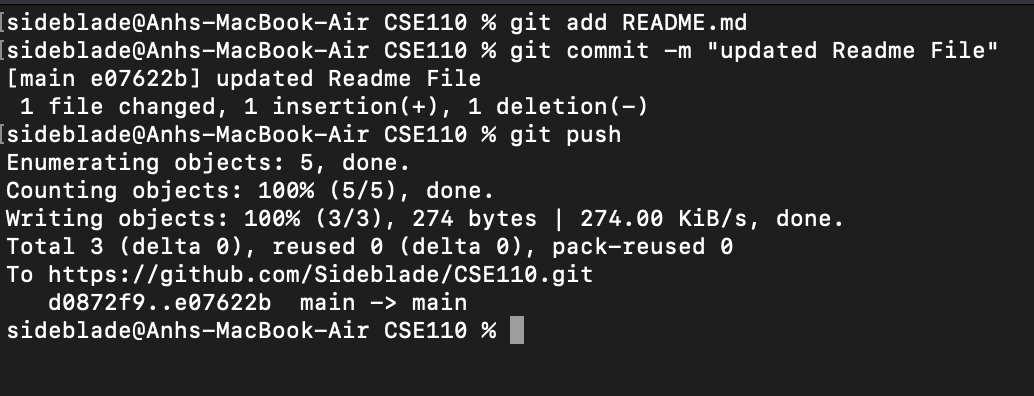 [sideblade@Anhs-MacBook-Air CSE110 % git add README.md
[sideblade@Anhs-MacBook-Air CSE110 % git commit -m "updated Readme File"
[main e07622b] updated Readme File
 1 file changed, 1 insertion(+), 1 deletion(-)
[sideblade@Anhs-MacBook-Air CSE110 % git push
Enumerating objects: 5, done.
Counting objects: 100% (5/5), done.
Writing objects: 100% (3/3), 274 bytes | 274.00 KiB/s, done.
Total 3 (delta 0), reused 0 (delta 0), pack-reused 0
To https://github.com/Sideblade/CSE110.git
   d0872f9..e07622b  main -> main
sideblade@Anhs-MacBook-Air CSE110 %